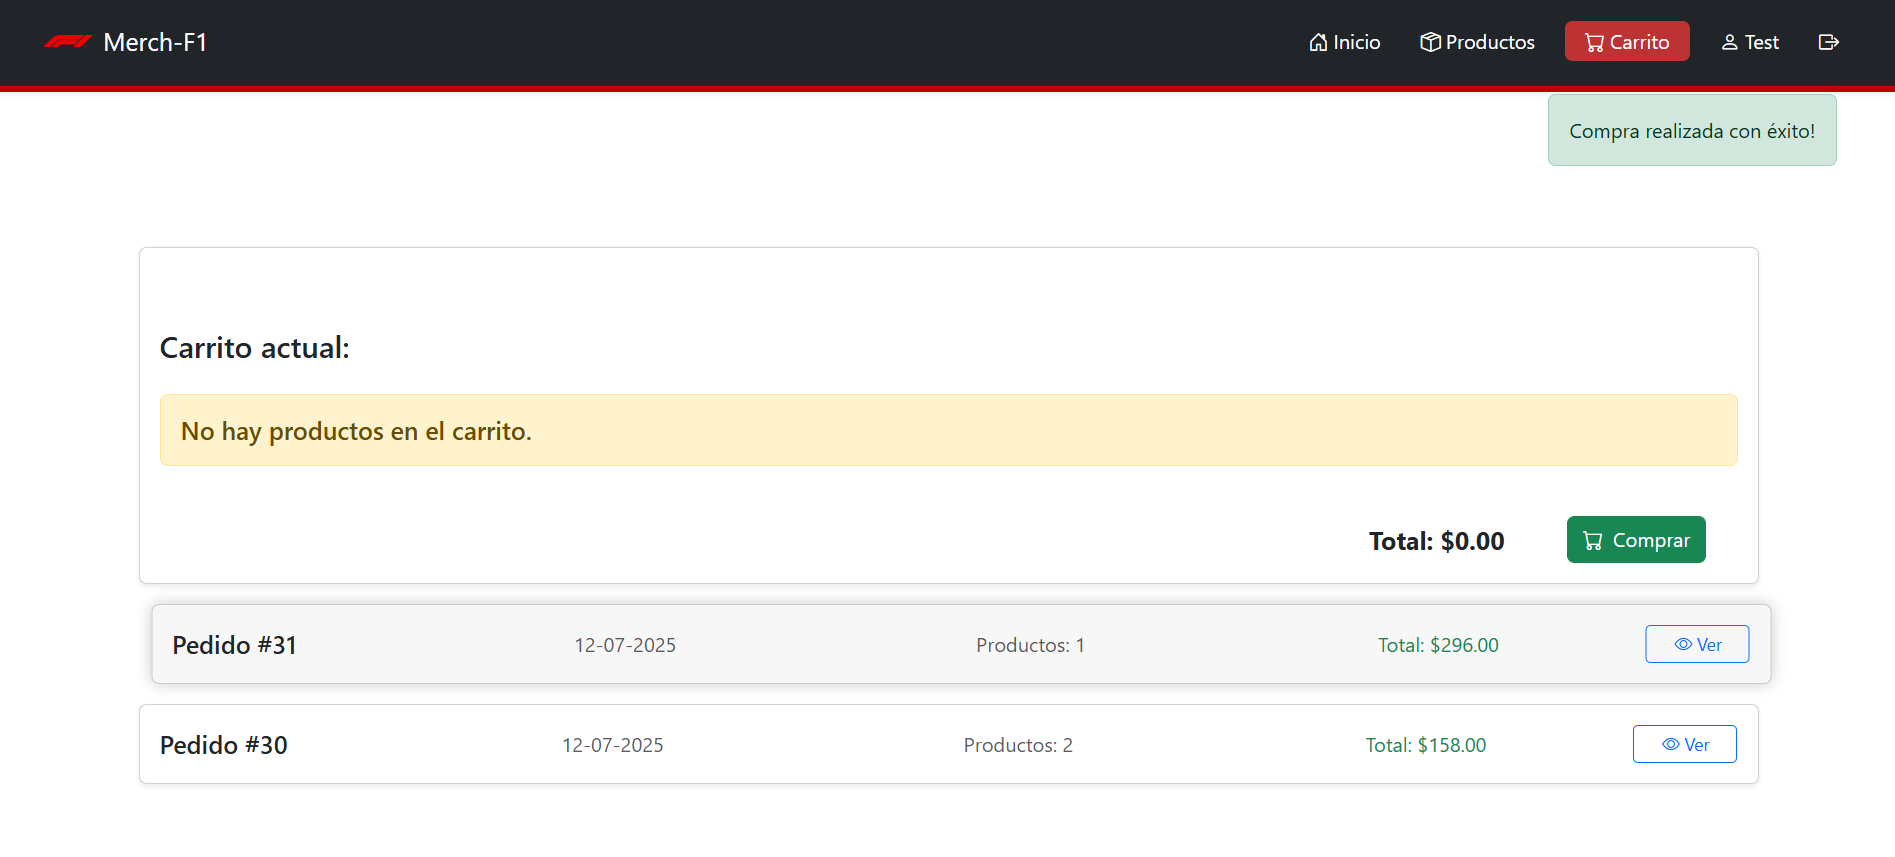 Merch-F1
Inicio
Productos
Carrito
Test
Compra realizada con éxito!
Carrito actual:
No hay productos en el carrito.
Total: $0.00
Comprar
Pedido #31 12-07-2025 Productos: 1 Total: $296.00 Ver
Pedido #30 12-07-2025 Productos: 2 Total: $158.00 Ver